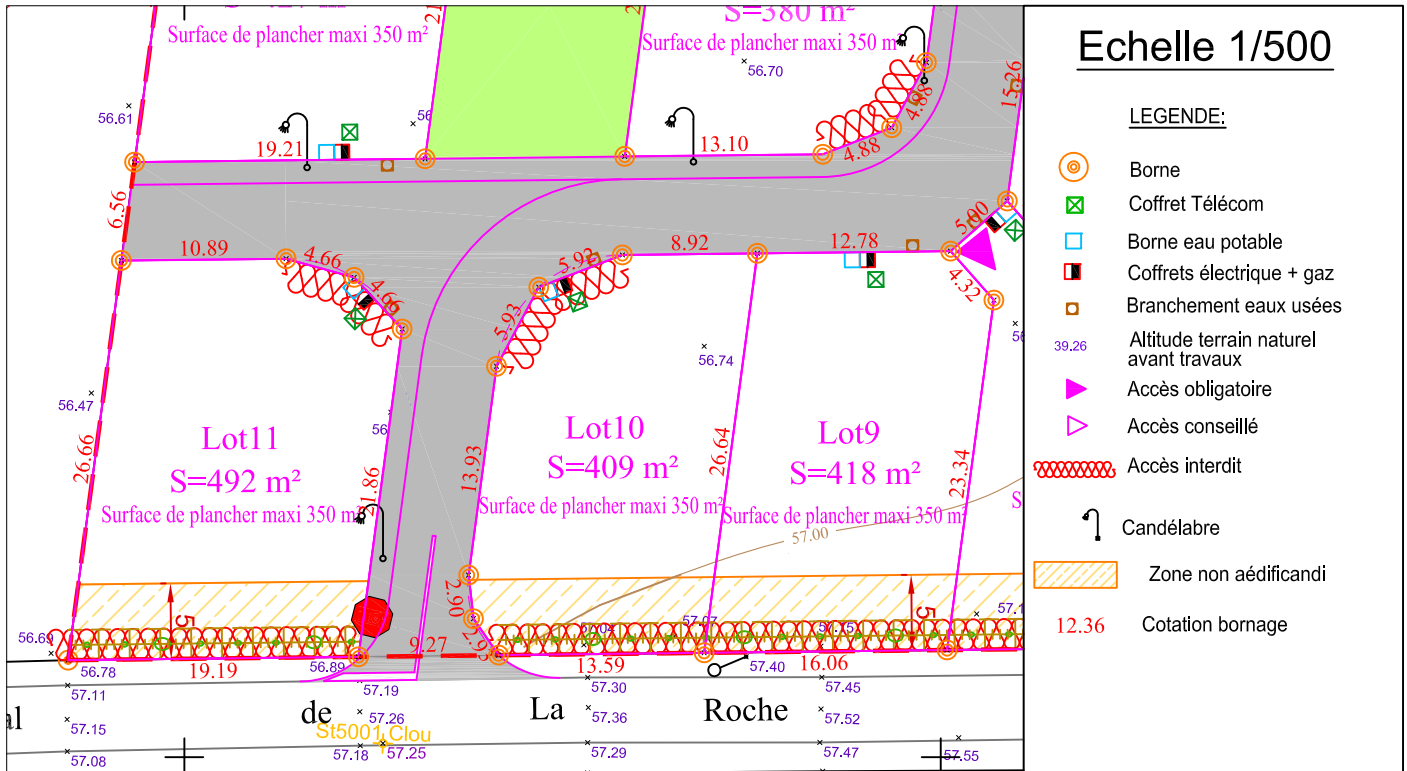 Surface de plancher maxi 350 m²
S=380 m²
Surface de plancher maxi 350 m²
56.70
56.61
19.21
13.10
4.88
4.88
15.26
6.56
10.89
4.66
4.66
5.93
5.93
8.92
12.78
5.00
4.32
56.47
56.74
26.66
Lot11
S=492 m²
Surface de plancher maxi 350 m²
21.86
13.93
Lot10
S=409 m²
Surface de plancher maxi 350 m²
26.64
Lot9
S=418 m²
Surface de plancher maxi 350 m²
23.34
57.00
5
5
2.90
2.93
56.69
56.78
19.19
56.89
9.27
13.59
57.07
57.40
16.06
57.11
57.19
57.30
57.45
de La Roche
57.15
57.26
57.36
57.52
St5001 Clou
57.08
57.18
57.25
57.29
57.47
57.55
Echelle 1/500
LEGENDE:
Borne
Coffret Télécom
Borne eau potable
Coffrets électrique + gaz
Branchement eaux usées
39.26 Altitude terrain naturel
avant travaux
Accès obligatoire
Accès conseillé
Accès interdit
Candélabre
Zone non aédificandi
12.36 Cotation bornage